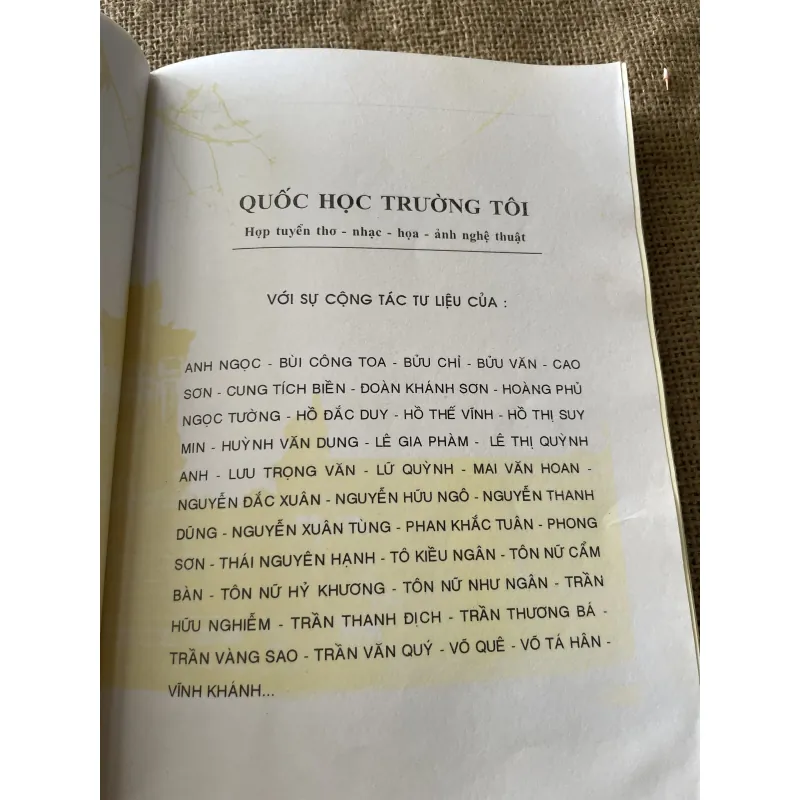 QUỐC HỌC TRƯỜNG TÔI
Hợp tuyển thơ - nhạc - họa - ảnh nghệ thuật
VỚI SỰ CỘNG TÁC TƯ LIỆU CỦA :
ANH NGỌC - BÙI CÔNG TOA - BỬU CHỈ - BỬU VĂN - CAO
SƠN - CUNG TÍCH BIỀN - ĐOÀN KHÁNH SƠN - HOÀNG PHỦ
NGỌC TƯỜNG - HỒ ĐẮC DUY - HỒ THẾ VĨNH - HỒ THỊ SUY
MIN - HUỲNH VĂN DUNG - LÊ GIA PHÀM - LÊ THỊ QUỲNH
ANH - LƯU TRỌNG VĂN - LỮ QUỲNH - MAI VĂN HOAN -
NGUYỄN ĐẮC XUÂN - NGUYỄN HỮU NGÔ - NGUYỄN THANH
DŨNG - NGUYỄN XUÂN TÙNG - PHAN KHẮC TUÂN - PHONG
SƠN - THÁI NGUYÊN HẠNH - TÔ KIỀU NGÂN - TÔN NỮ CẨM
BÀN - TÔN NỮ HỶ KHƯƠNG - TÔN NỮ NHƯ NGÂN - TRẦN
HỮU NGHIỄM - TRẦN THANH ĐỊCH - TRẦN THƯƠNG BÁ -
TRẦN VÀNG SAO - TRẦN VĂN QUÝ - VÕ QUÊ - VÕ TÁ HÂN -
VĨNH KHÁNH...